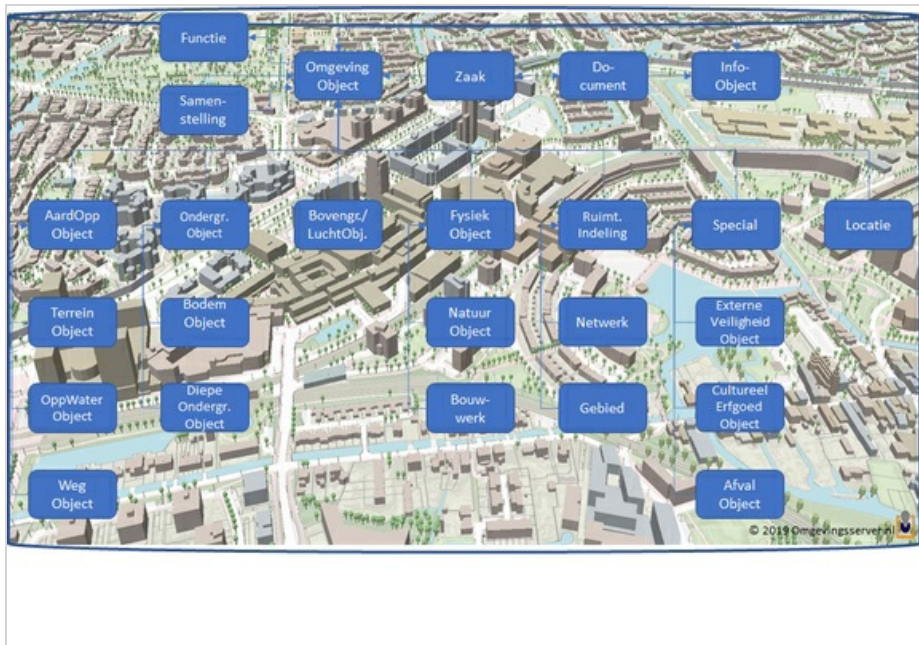 Functie
Omgeving
Object
Zaak
Do-
cument
Info-
Object
Samen-
stelling
AardOpp
Object
Ondergr.
Object
Bovengr./
LuchtObj.
Fysiek
Object
Ruimt.
Indeling
Special
Locatie
Terrein
Object
Bodem
Object
Natuur
Object
Netwerk
Externe
Veiligheid
Object
OppWater
Object
Diepe
Ondergr.
Object
Bouw-
werk
Gebied
Cultureel
Erfgoed
Object
Weg
Object
Afval
Object
© 2019 Omgevingsserver.nl